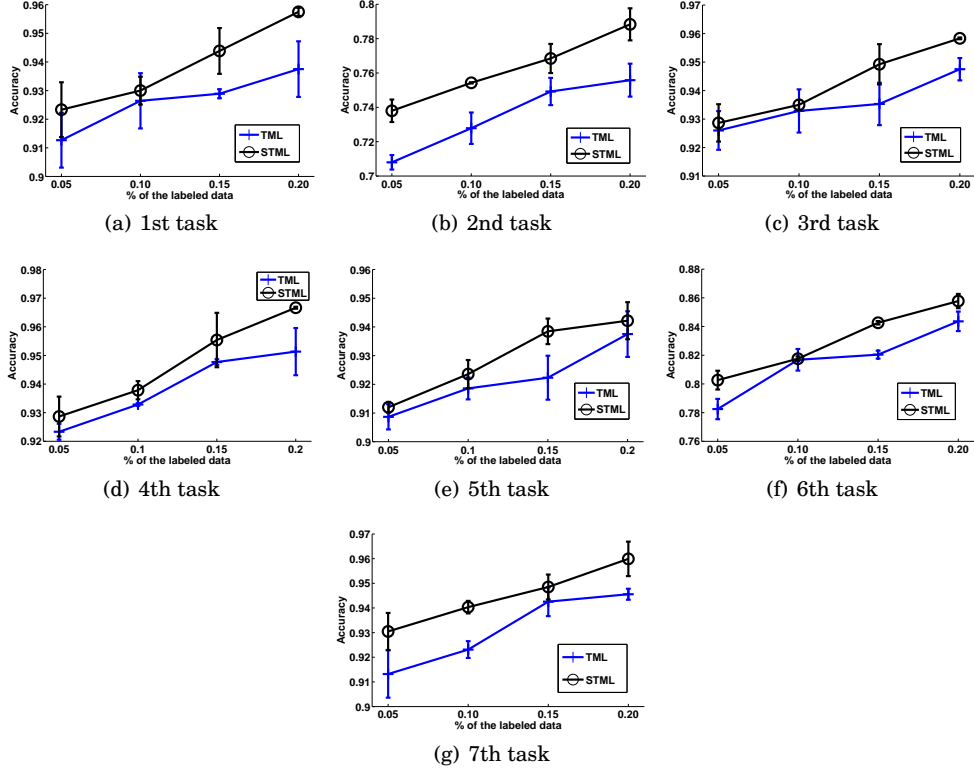 0.96
0.95
0.94
0.93
0.92
0.91
0.9
Accuracy
0.05 0.10 0.15 0.20
% of the labeled data
TML
STML
(a) 1st task
0.8
0.78
0.76
0.74
0.72
0.7
Accuracy
0.05 0.10 0.15 0.20
% of the labeled data
TML
STML
(b) 2nd task
0.97
0.96
0.95
0.94
0.93
0.92
0.91
Accuracy
0.05 0.10 0.15 0.20
% of the labeled data
TML
STML
(c) 3rd task
0.98
0.97
0.96
0.95
0.94
0.93
0.92
Accuracy
0.05 0.1 0.15 0.2
% of the labeled data
TML
STML
(d) 4th task
0.96
0.95
0.94
0.93
0.92
0.91
0.9
Accuracy
0.05 0.10 0.15 0.2
% of the labeled data
TML
STML
(e) 5th task
0.88
0.86
0.84
0.82
0.8
0.78
0.76
Accuracy
0.05 0.10 0.15 0.20
% of the labeled data
TML
STML
(f) 6th task
0.97
0.96
0.95
0.94
0.93
0.92
0.91
0.9
Accuracy
0.05 0.10 0.15 0.20
% of the labeled data
TML
STML
(g) 7th task